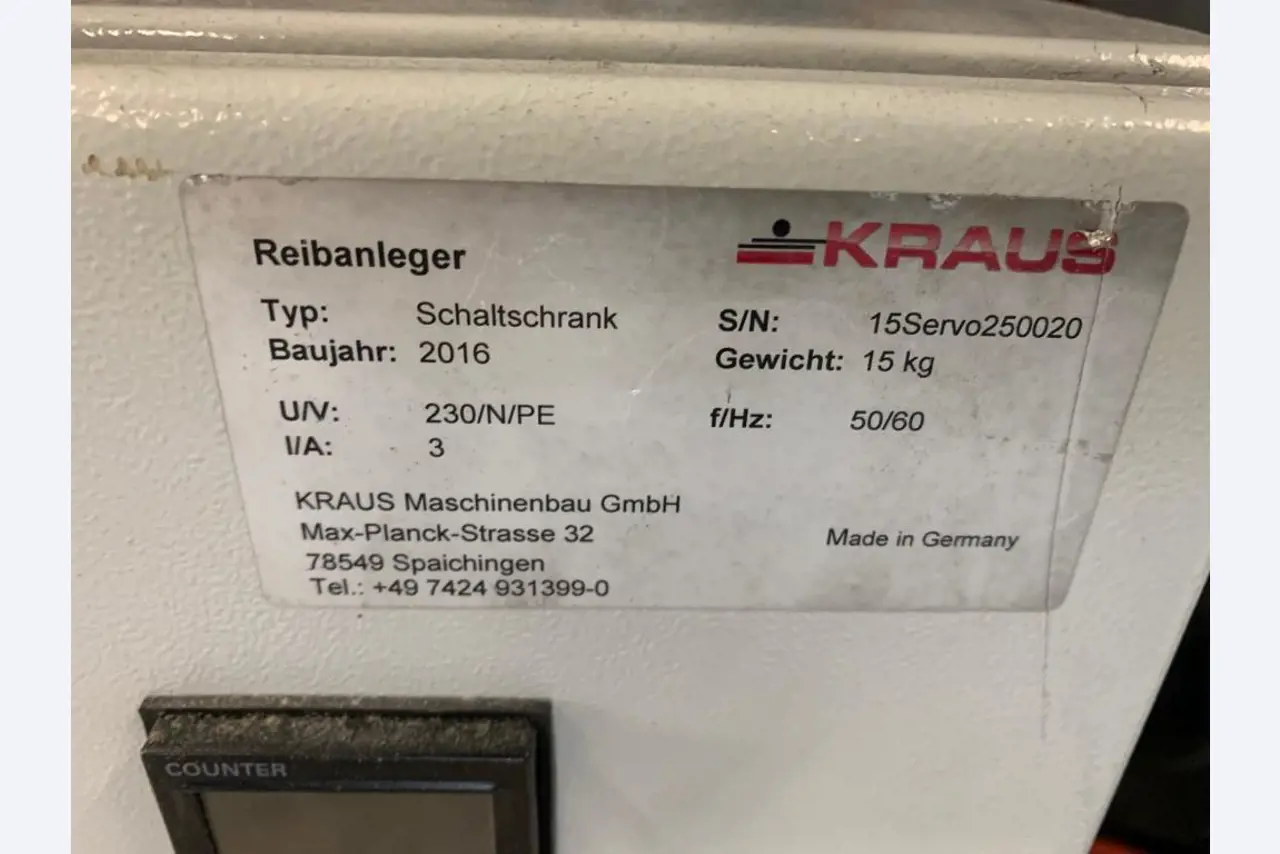 KRAUS
Reibanleger
Typ: Schaltschrank S/N: 15Servo250020
Baujahr: 2016 Gewicht: 15 kg
U/V: 230/N/PE f/Hz: 50/60
I/A: 3
KRAUS Maschinenbau GmbH
Max-Planck-Strasse 32
78549 Spaichingen
Tel.: +49 7424 931399-0
Made in Germany
COUNTER